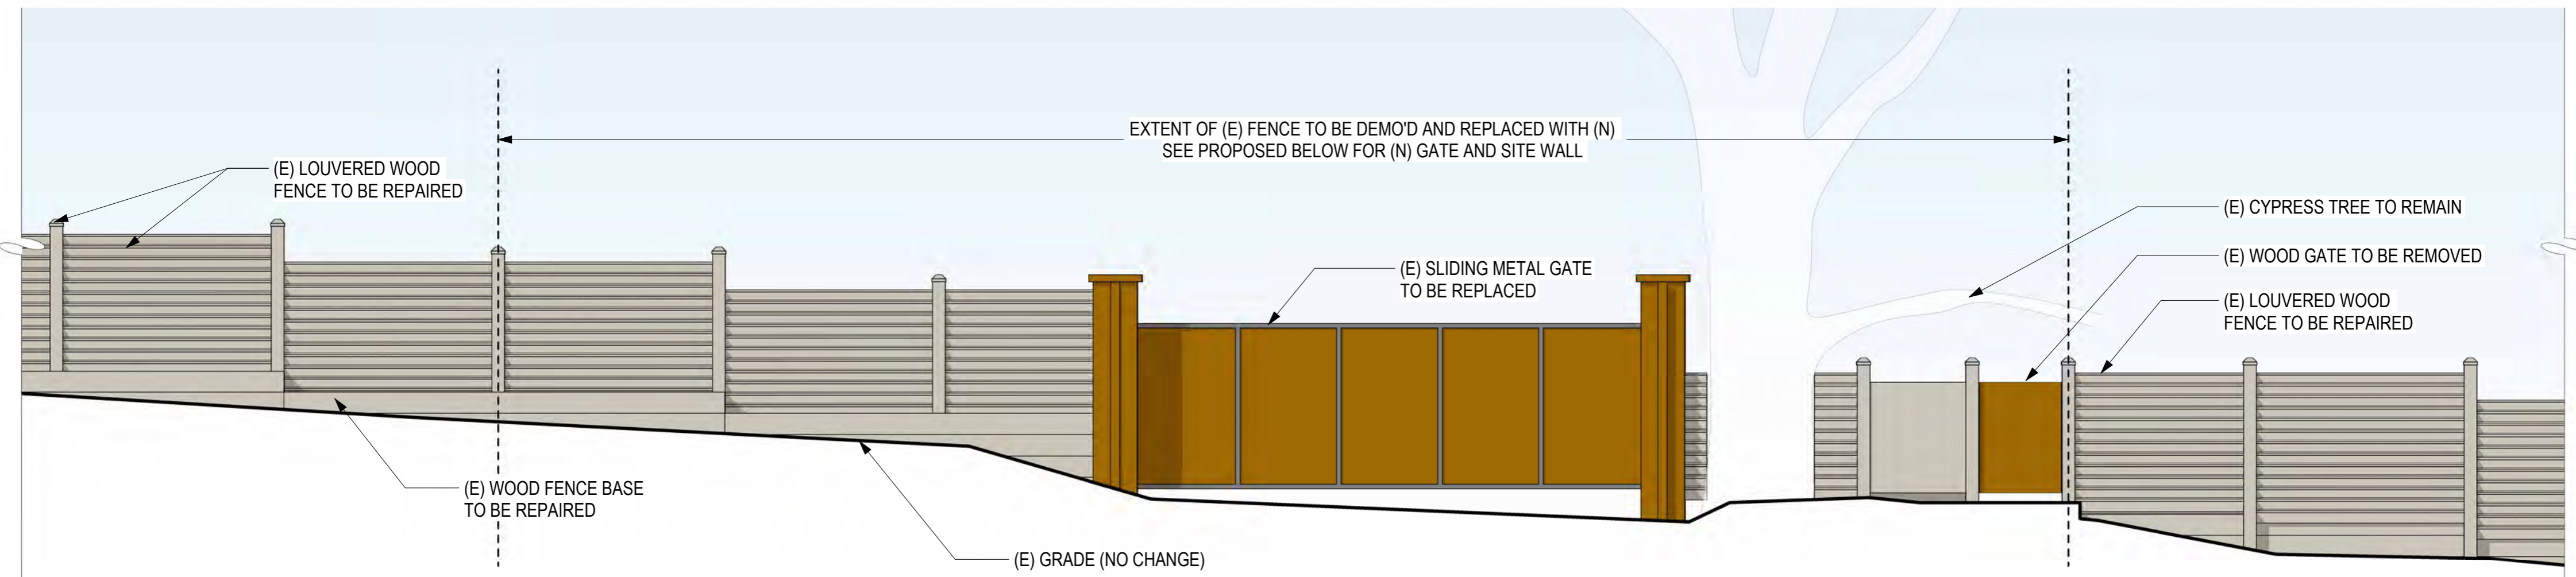 EXTENT OF (E) FENCE TO BE DEMO'D AND REPLACED WITH (N)
SEE PROPOSED BELOW FOR (N) GATE AND SITE WALL
(E) LOUVERED WOOD
FENCE TO BE REPAIRED
(E) CYPRESS TREE TO REMAIN
(E) WOOD GATE TO BE REMOVED
(E) SLIDING METAL GATE
TO BE REPLACED
(E) LOUVERED WOOD
FENCE TO BE REPAIRED
(E) WOOD FENCE BASE
TO BE REPAIRED
(E) GRADE (NO CHANGE)